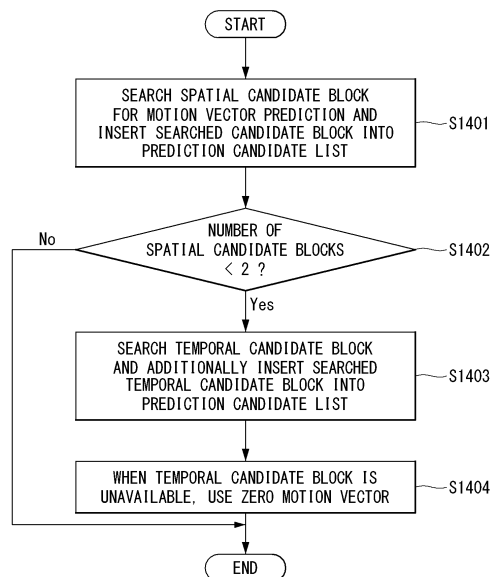 START
SEARCH SPATIAL CANDIDATE BLOCK
FOR MOTION VECTOR PREDICTION AND
INSERT SEARCHED CANDIDATE BLOCK INTO
PREDICTION CANDIDATE LIST
S1401
NUMBER OF
SPATIAL CANDIDATE BLOCKS
< 2 ?
S1402
No
Yes
SEARCH TEMPORAL CANDIDATE BLOCK
AND ADDITIONALLY INSERT SEARCHED
TEMPORAL CANDIDATE BLOCK INTO
PREDICTION CANDIDATE LIST
S1403
WHEN TEMPORAL CANDIDATE BLOCK IS
UNAVAILABLE, USE ZERO MOTION VECTOR
S1404
END